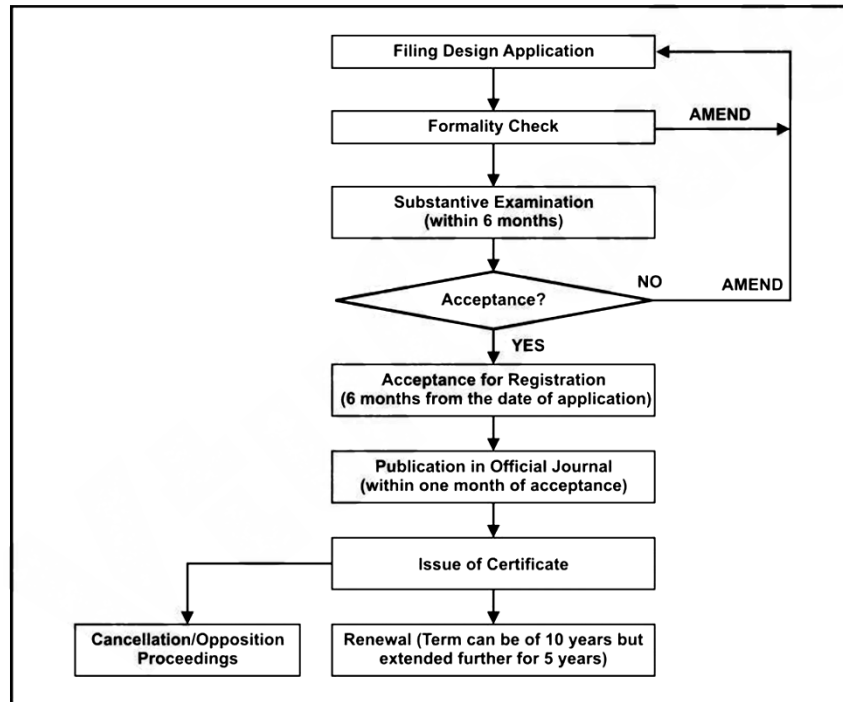 Filing Design Application
Formality Check
AMEND
Substantive Examination
(within 6 months)
Acceptance?
NO
AMEND
YES
Acceptance for Registration
(6 months from the date of application)
Publication in Official Journal
(within one month of acceptance)
Issue of Certificate
Cancellation/Opposition
Proceedings
Renewal (Term can be of 10 years but
extended further for 5 years)